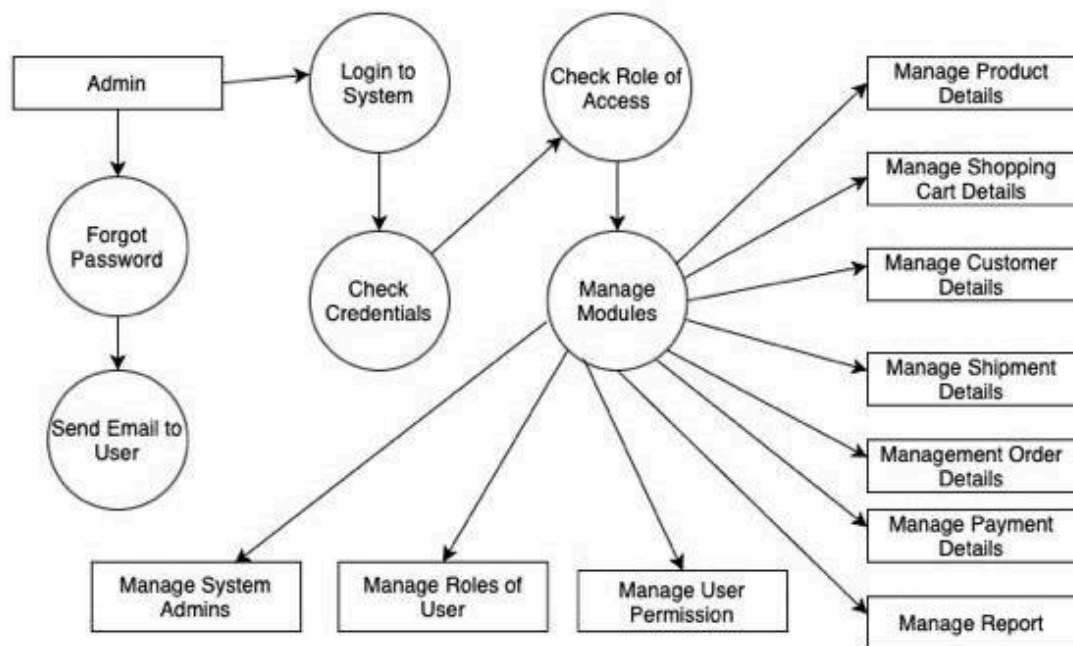 Admin
Login to
System
Check Role of
Access
Manage Product
Details
Manage Shopping
Cart Details
Forgot
Password
Check
Credentials
Manage
Modules
Manage Customer
Details
Manage Shipment
Details
Send Email to
User
Management Order
Details
Manage Payment
Details
Manage System
Admins
Manage Roles of
User
Manage User
Permission
Manage Report